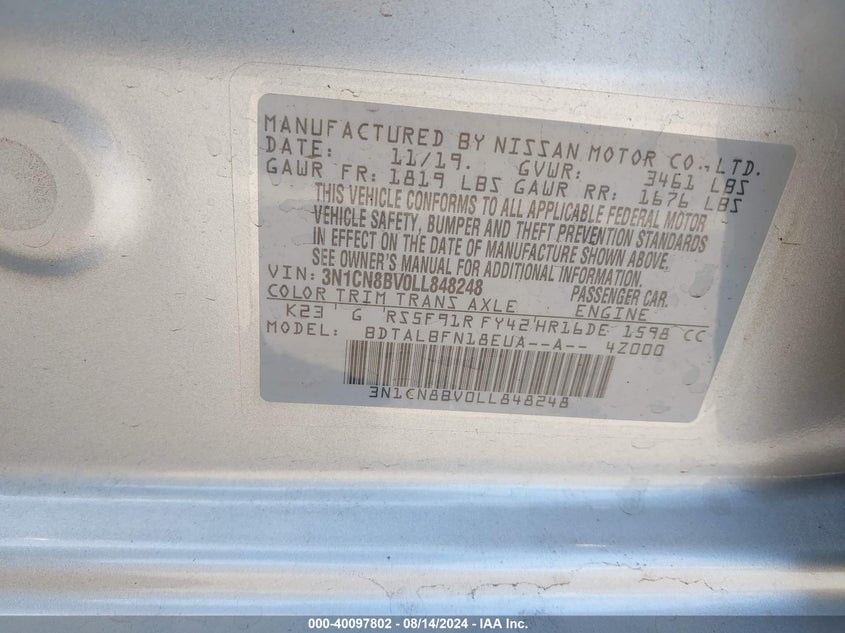 MANUFACTURED BY NISSAN MOTOR CO.,LTD.
DATE: 11/19. GVWR: 3461 LBS
GAWR FR: 1819 LBS GAWR RR: 1676 LBS
THIS VEHICLE CONFORMS TO ALL APPLICABLE FEDERAL MOTOR
VEHICLE SAFETY, BUMPER AND THEFT PREVENTION STANDARDS
IN EFFECT ON THE DATE OF MANUFACTURE SHOWN ABOVE.
SEE OWNER'S MANUAL FOR ADDITIONAL INFORMATION.
VIN: 3N1CN8BV0LL848248 PASSENGER CAR.
COLOR TRIM TRANS AXLE ENGINE
K23 G RS5F91R FY42 HR16DE 1598 CC
MODEL: BDTALBFN18EUA--A-- 4Z000
3N1CN8BV0LL848248
000-40097802 - 08/14/2024 - IAA Inc.